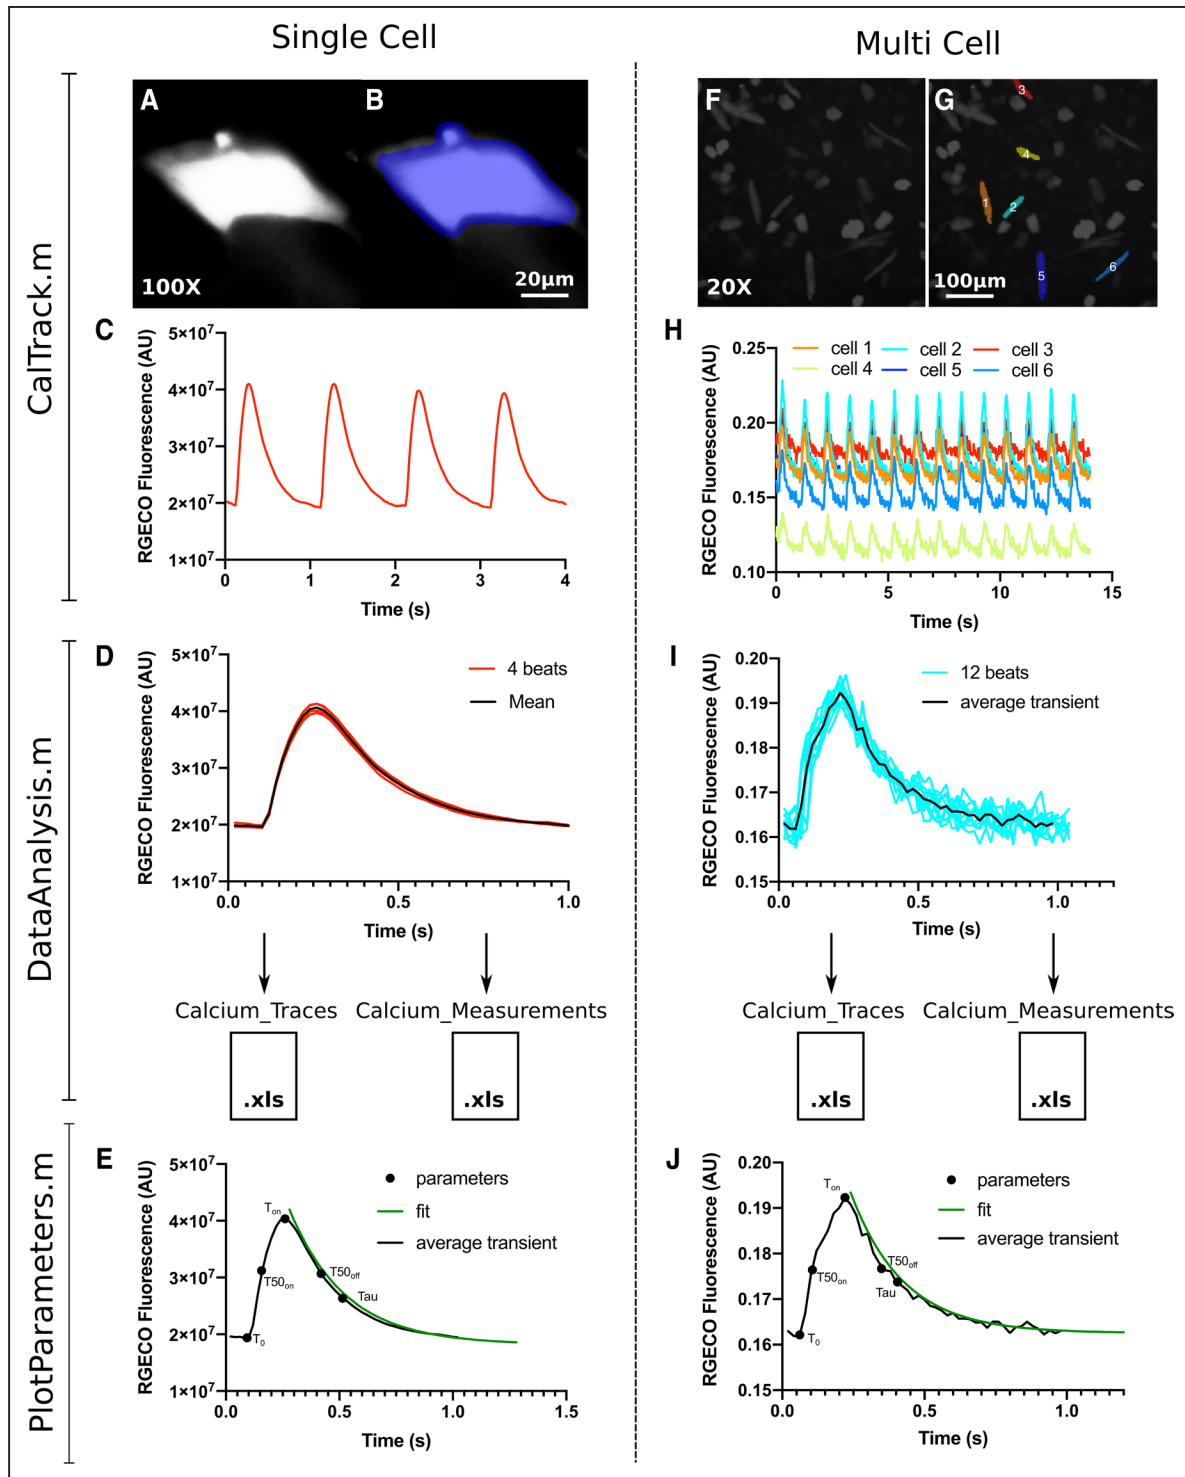 Single Cell
Multi Cell
CalTrack.m
A
B
100X
20µm
F
G
20X
100µm
1
2
3
4
5
6
C
RGECO Fluorescence (AU)
5×10⁷
4×10⁷
3×10⁷
2×10⁷
1×10⁷
0 1 2 3 4
Time (s)
H
RGECO Fluorescence (AU)
cell 1 cell 2 cell 3
cell 4 cell 5 cell 6
0.25
0.20
0.15
0.10
0 5 10 15
Time (s)
DataAnalysis.m
D
RGECO Fluorescence (AU)
5×10⁷
4×10⁷
3×10⁷
2×10⁷
1×10⁷
4 beats
Mean
0.0 0.5 1.0
Time (s)
I
RGECO Fluorescence (AU)
0.20
0.19
0.18
0.17
0.16
0.15
12 beats
average transient
0.0 0.5 1.0
Time (s)
Calcium_Traces Calcium_Measurements
.xls .xls
Calcium_Traces Calcium_Measurements
.xls .xls
PlotParameters.m
E
RGECO Fluorescence (AU)
5×10⁷
4×10⁷
3×10⁷
2×10⁷
1×10⁷
parameters
fit
average transient
Tₒₙ
T50ₒₙ
T50off
Tau
T₀
0.0 0.5 1.0 1.5
Time (s)
J
RGECO Fluorescence (AU)
0.20
0.19
0.18
0.17
0.16
0.15
parameters
fit
average transient
Tₒₙ
T50ₒₙ
T50off
Tau
T₀
0.0 0.5 1.0
Time (s)